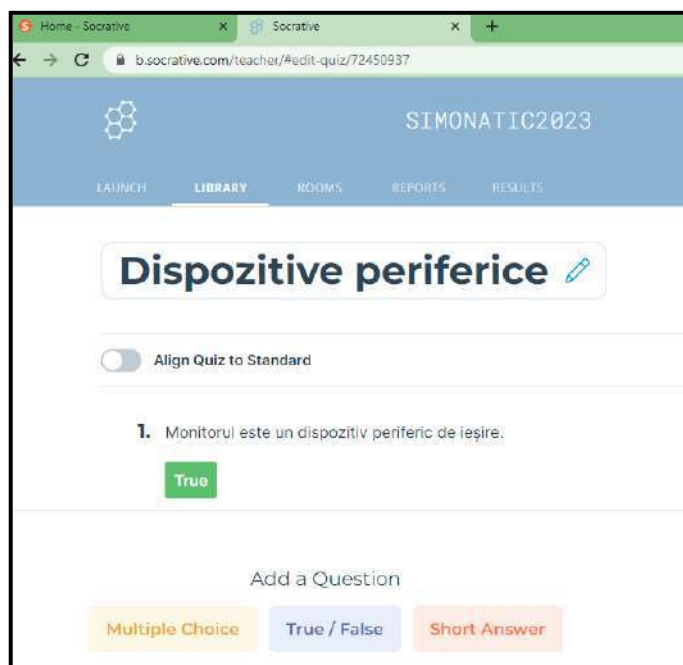 Home - Socrative
Socrative
b.socrative.com/teacher/#edit-quiz/72450937
SIMONATIC2023
LAUNCH LIBRARY ROOMS REPORTS RESULTS
Dispozitive periferice
Align Quiz to Standard
1. Monitorul este un dispozitiv periferic de ieșire.
True
Add a Question
Multiple Choice True / False Short Answer